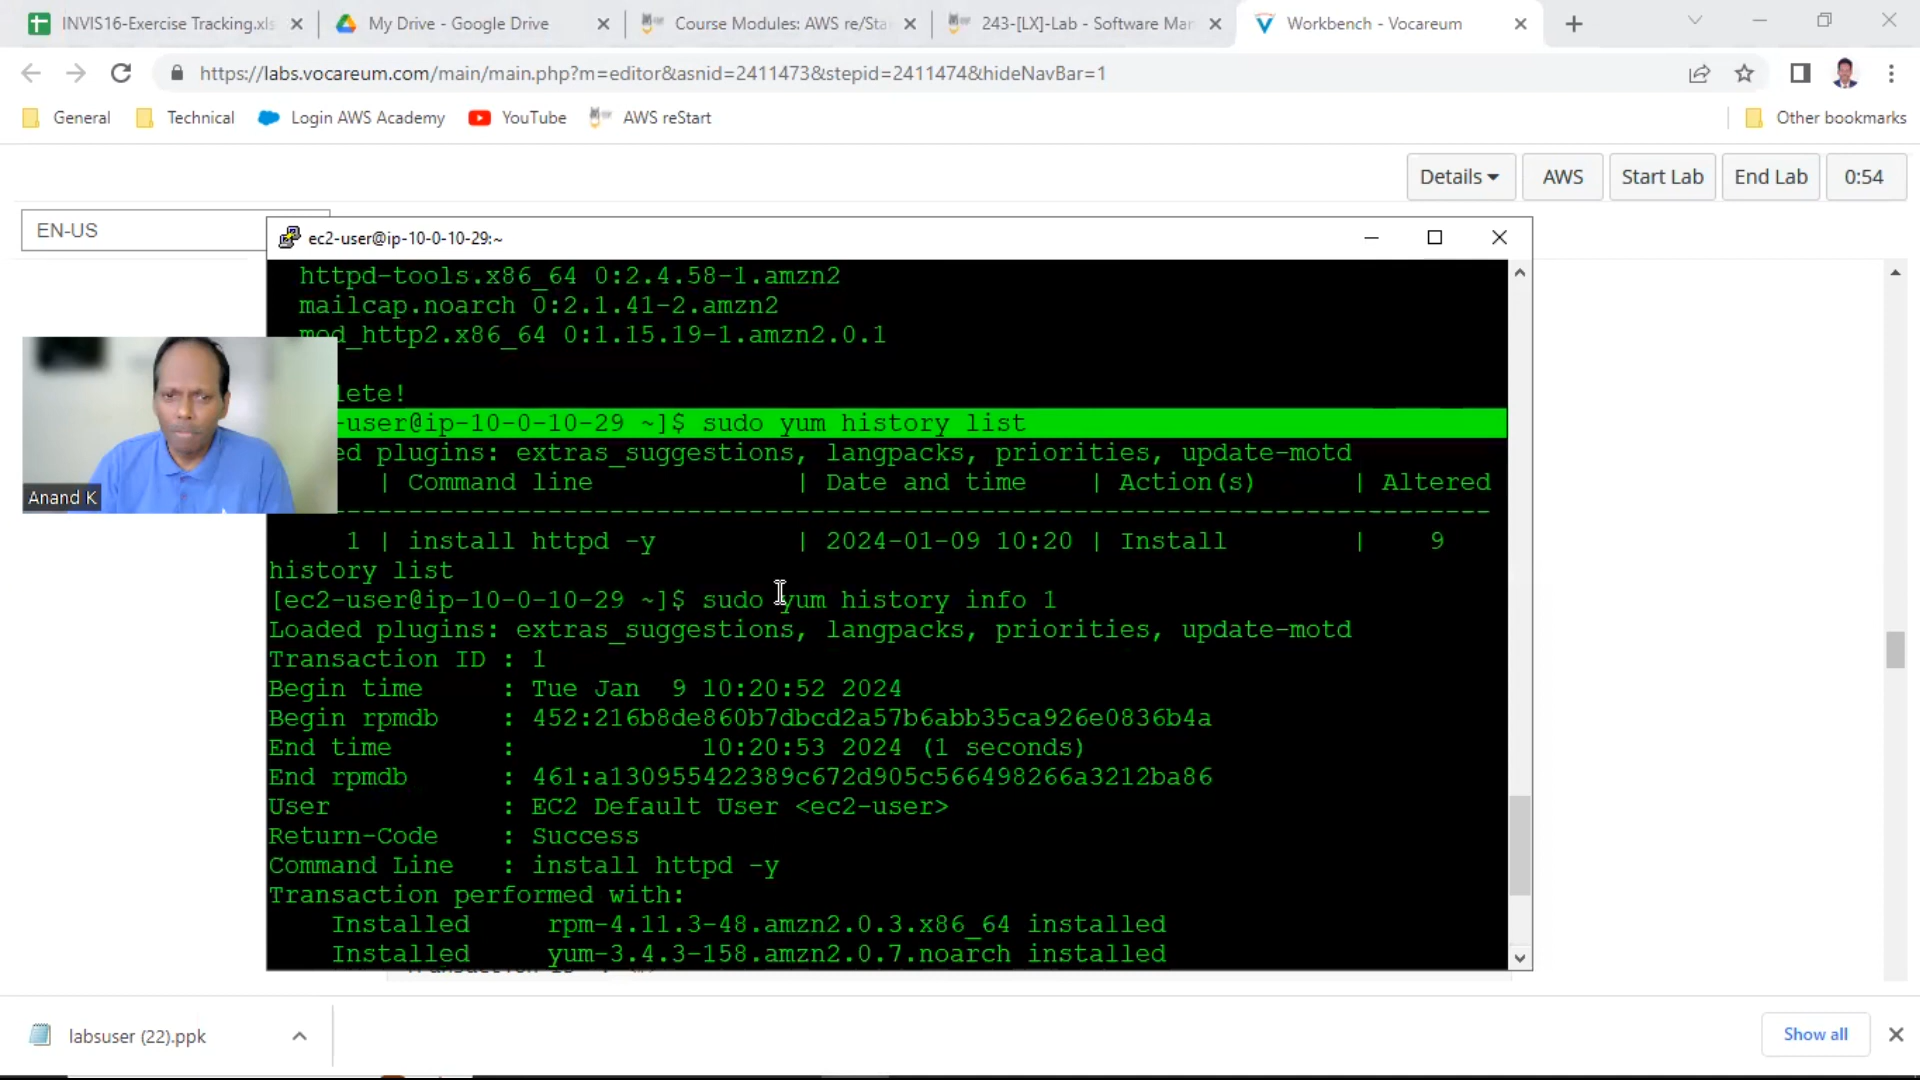 INVIS16-Exercise Tracking.xls
My Drive - Google Drive
Course Modules: AWS re/Sta
243-[LX]-Lab - Software Man
Workbench - Vocareum
https://labs.vocareum.com/main/main.php?m=editor&asnid=2411473&stepid=2411474&hideNavBar=1
General
Technical
Login AWS Academy
YouTube
AWS reStart
Other bookmarks
Details
AWS
Start Lab
End Lab
0:54
EN-US
ec2-user@ip-10-0-10-29:~
httpd-tools.x86_64 0:2.4.58-1.amzn2
mailcap.noarch 0:2.1.41-2.amzn2
mod_http2.x86_64 0:1.15.19-1.amzn2.0.1
lete!
-user@ip-10-0-10-29 ~]$ sudo yum history list
ed plugins: extras_suggestions, langpacks, priorities, update-motd
| Command line | Date and time | Action(s) | Altered
-------------------------------------------------------------------------------
1 | install httpd -y | 2024-01-09 10:20 | Install | 9
history list
[ec2-user@ip-10-0-10-29 ~]$ sudo yum history info 1
Loaded plugins: extras_suggestions, langpacks, priorities, update-motd
Transaction ID : 1
Begin time : Tue Jan 9 10:20:52 2024
Begin rpmdb : 452:216b8de860b7dbcd2a57b6abb35ca926e0836b4a
End time : 10:20:53 2024 (1 seconds)
End rpmdb : 461:a130955422389c672d905c566498266a3212ba86
User : EC2 Default User <ec2-user>
Return-Code : Success
Command Line : install httpd -y
Transaction performed with:
Installed rpm-4.11.3-48.amzn2.0.3.x86_64 installed
Installed yum-3.4.3-158.amzn2.0.7.noarch installed
Anand K
labsuser (22).ppk
Show all